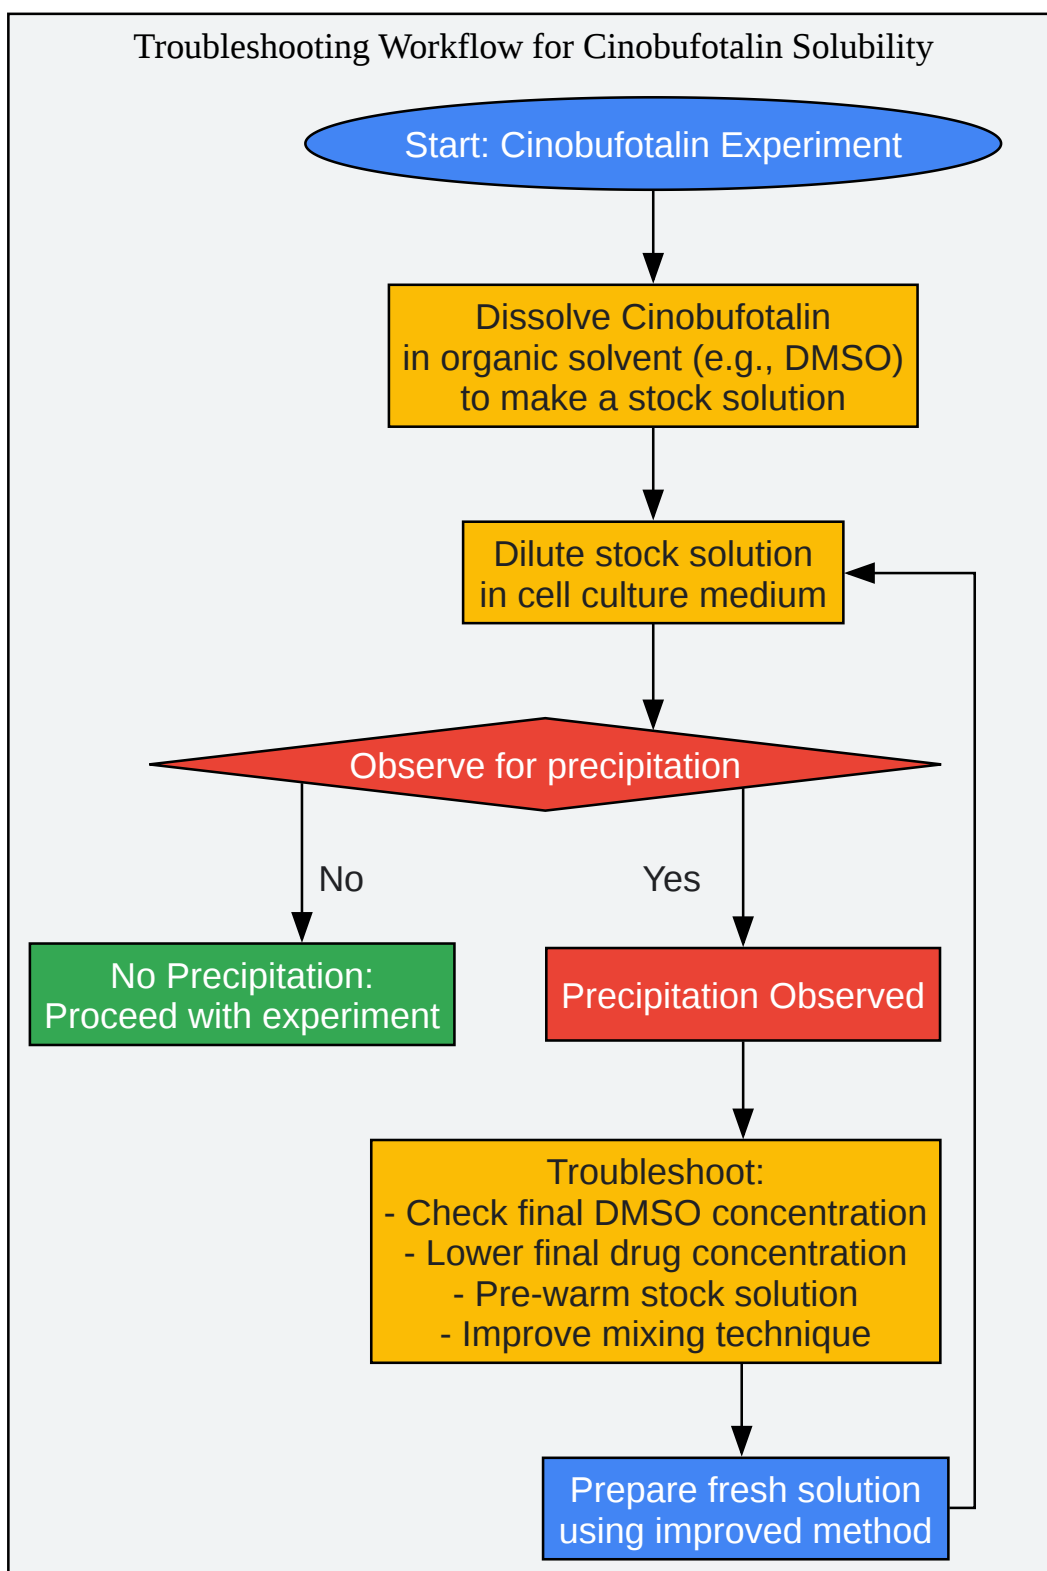 Troubleshooting Workflow for Cinobufotalin Solubility
Start: Cinobufotalin Experiment
Dissolve Cinobufotalin
in organic solvent (e.g., DMSO)
to make a stock solution
Dilute stock solution
in cell culture medium
Observe for precipitation
No
Yes
No Precipitation:
Proceed with experiment
Precipitation Observed
Troubleshoot:
- Check final DMSO concentration
- Lower final drug concentration
- Pre-warm stock solution
- Improve mixing technique
Prepare fresh solution
using improved method